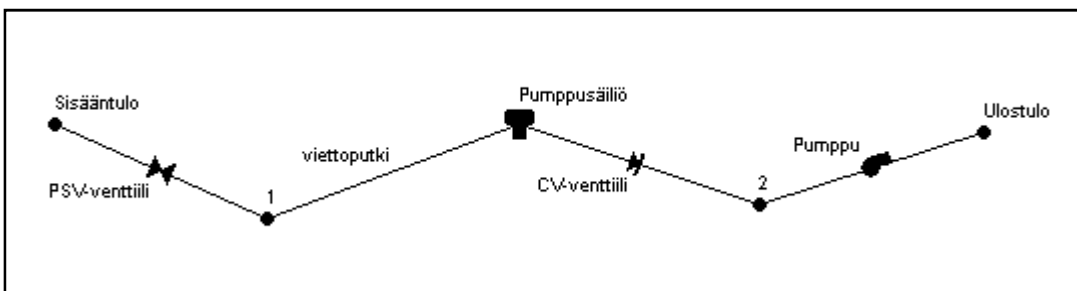 Sisääntulo
PSV-venttiili
1
viettoputki
Pumppusäiliö
CV-venttiili
2
Pumppu
Ulostulo